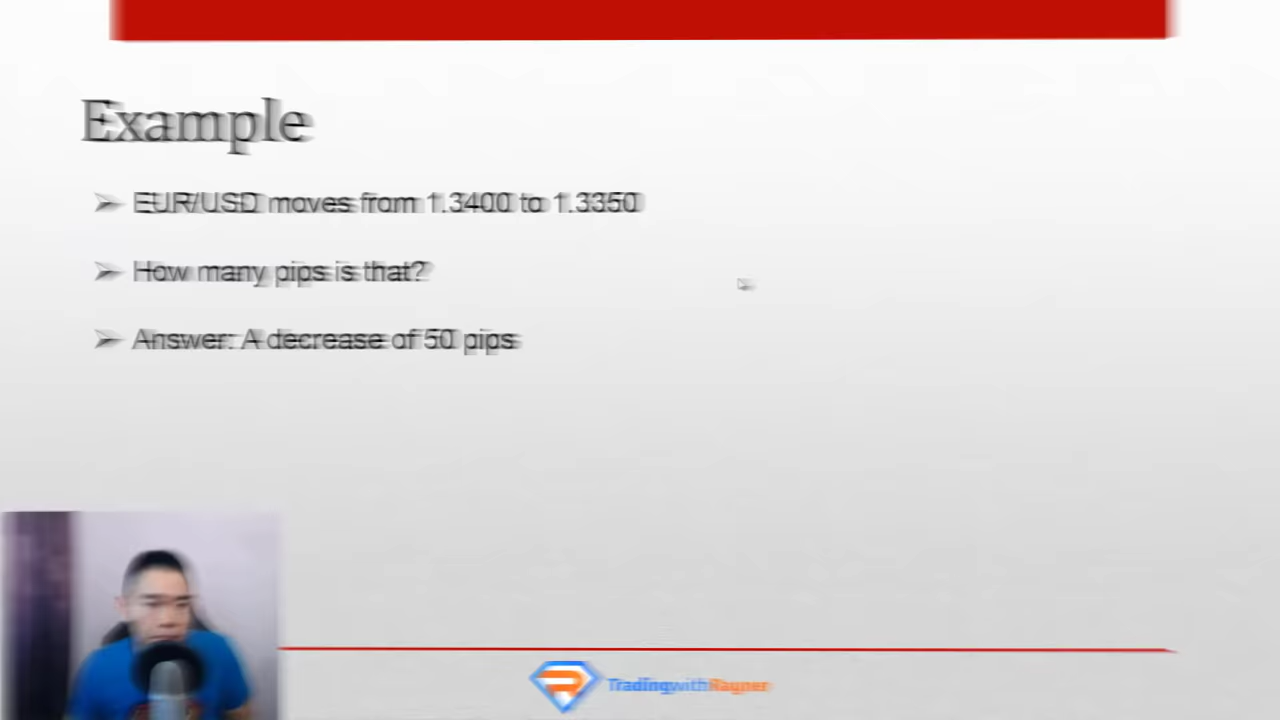 Example
EUR/USD moves from 1.3400 to 1.3350
How many pips is that?
Answer: A decrease of 50 pips
TradingwithRayner